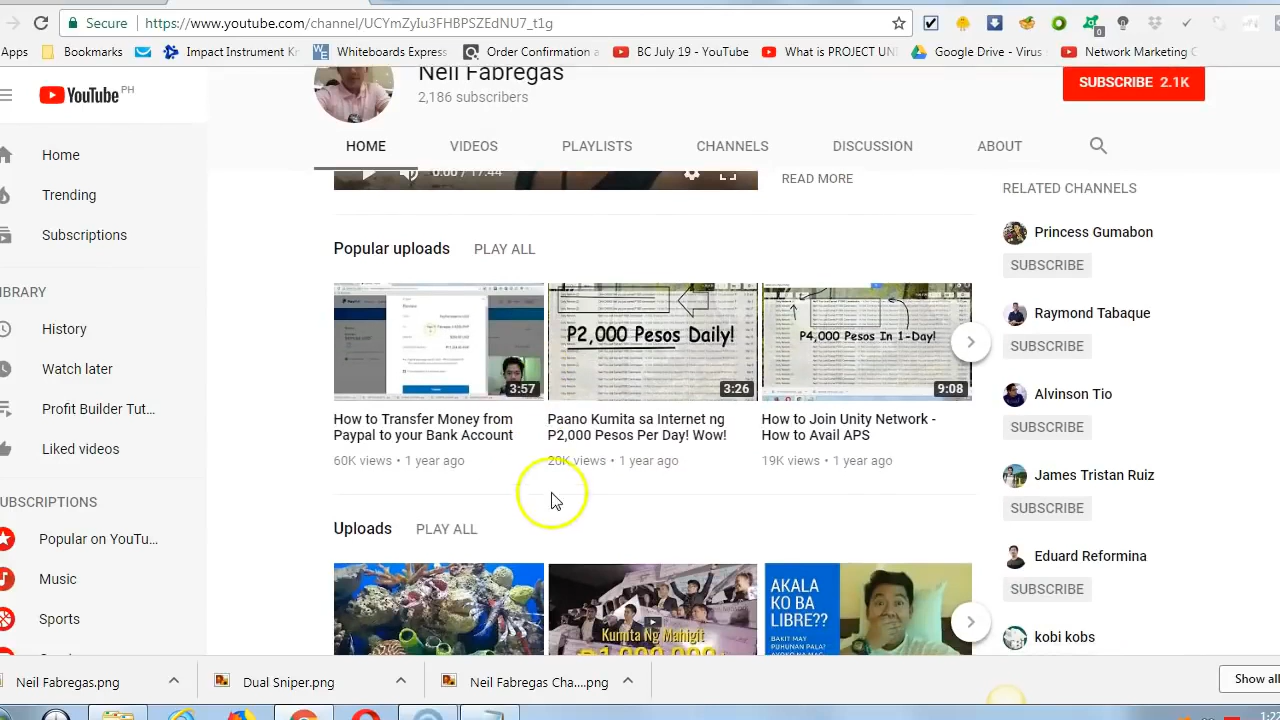 Secure
https://www.youtube.com/channel/UCYmZyIu3FHBPSZEdNU7_t1g
Apps
Bookmarks
Impact Instrument Kr
Whiteboards Express
Order Confirmation a
BC July 19 - YouTube
What is PROJECT UNI
Google Drive - Virus
Network Marketing C
YouTube PH
Neil Fabregas
2,186 subscribers
SUBSCRIBE 2.1K
HOME
VIDEOS
PLAYLISTS
CHANNELS
DISCUSSION
ABOUT
Home
Trending
Subscriptions
IBRARY
History
Watch later
Profit Builder Tut...
Liked videos
UBSCRIPTIONS
Popular on YouTu...
Music
Sports
0:00 / 17:44
READ MORE
Popular uploads
PLAY ALL
3:57
How to Transfer Money from
Paypal to your Bank Account
60K views • 1 year ago
P2,000 Pesos Daily!
3:26
Paano Kumita sa Internet ng
P2,000 Pesos Per Day! Wow!
20K views • 1 year ago
P4,000 Pesos In 1-Day!
9:08
How to Join Unity Network -
How to Avail APS
19K views • 1 year ago
Uploads
PLAY ALL
Kumita Ng Mahigit
AKALA
KO BA
LIBRE??
BAKIT MAY
PUHUNAN PALA?
RELATED CHANNELS
Princess Gumabon
SUBSCRIBE
Raymond Tabaque
SUBSCRIBE
Alvinson Tio
SUBSCRIBE
James Tristan Ruiz
SUBSCRIBE
Eduard Reformina
SUBSCRIBE
kobi kobs
Neil Fabregas.png
Dual Sniper.png
Neil Fabregas Cha....png
Show all